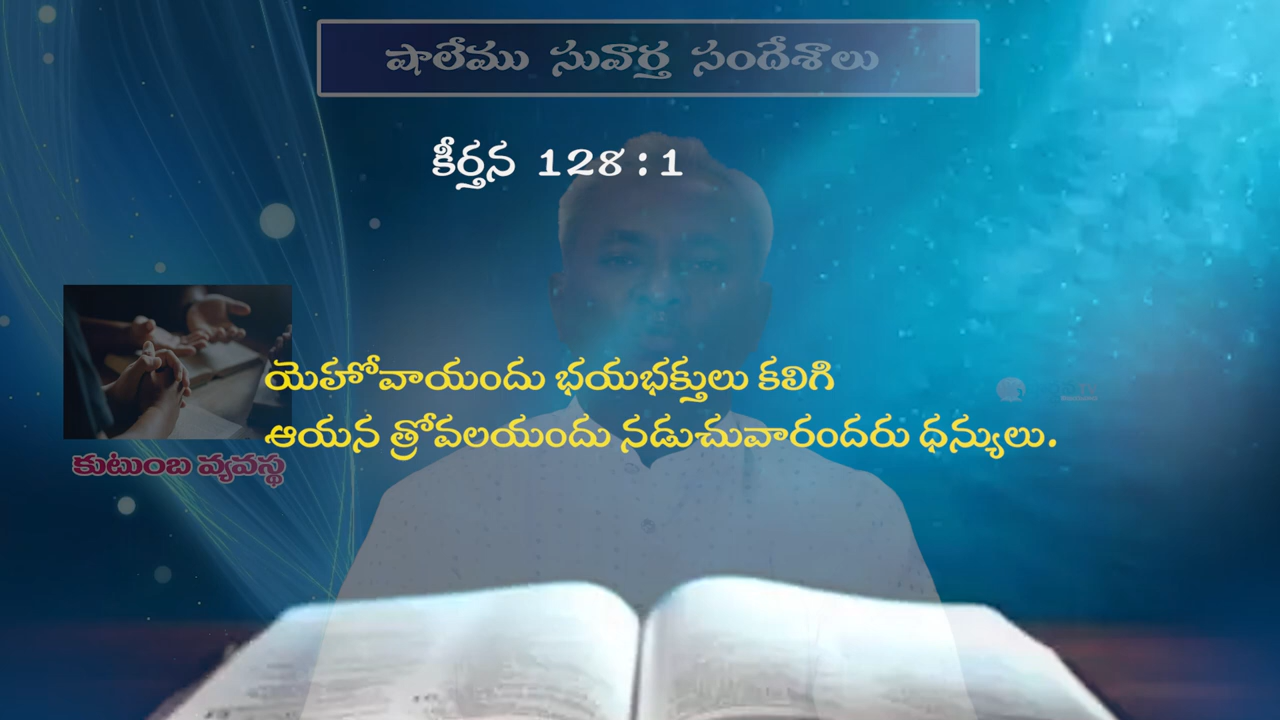 షాలేము సువార్త సందేశాలు
కీర్తన 128:1
యెహోవాయందు భయభక్తులు కలిగి
ఆయన త్రోవలయందు నడుచువారందరు ధన్యులు.
కుటుంబ వ్యవస్థ